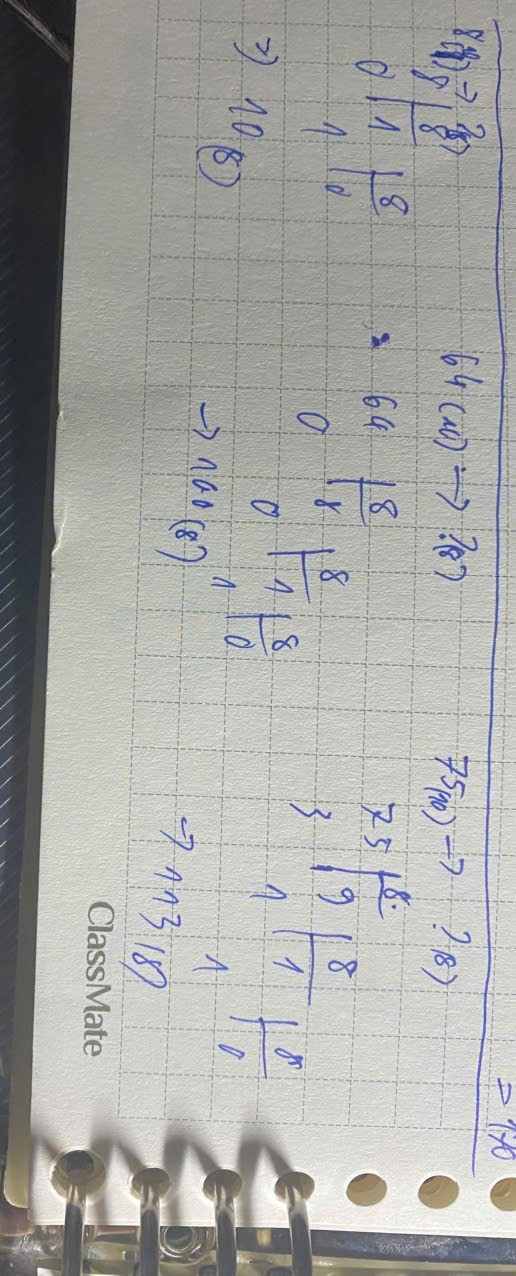 8(10) → ?(8)
8 | 8
0 | 1 | 8
1 | 0
→ 10 (8)
64(10) → ?(8)
64 | 8
0 | 8 | 8
0 | 1 | 8
1 | 0
→ 100(8)
75(10) → ?(8)
75 | 8
3 | 9 | 8
1 | 1 | 8
1 | 0
→ 113(8)
ClassMate